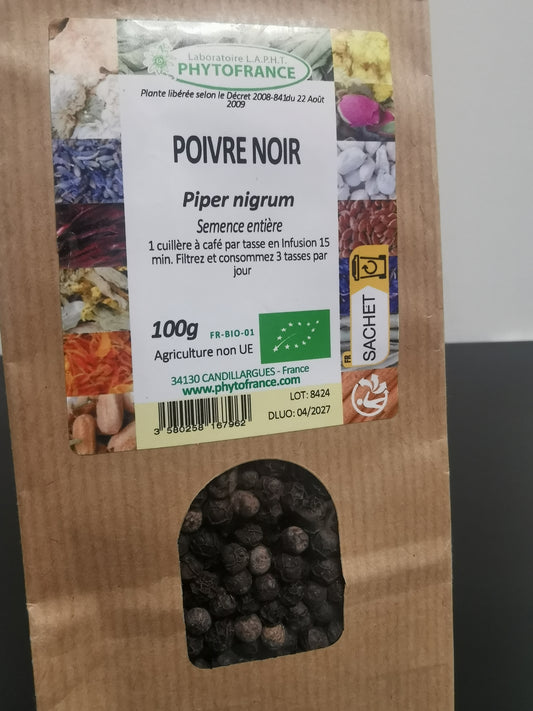 Laboratoire L.A.P.H.T.
PHYTOFRANCE
Plante libérée selon le Décret 2008-841du 22 Août
2009
POIVRE NOIR
Piper nigrum
Semence entière
1 cuillère à café par tasse en Infusion 15
min. Filtrez et consommez 3 tasses par
jour
100g FR-BIO-01
Agriculture non UE
34130 CANDILLARGUES - France
www.phytofrance.com
LOT: 8424
DLUO: 04/2027
3 580258 167962
FR
SACHET